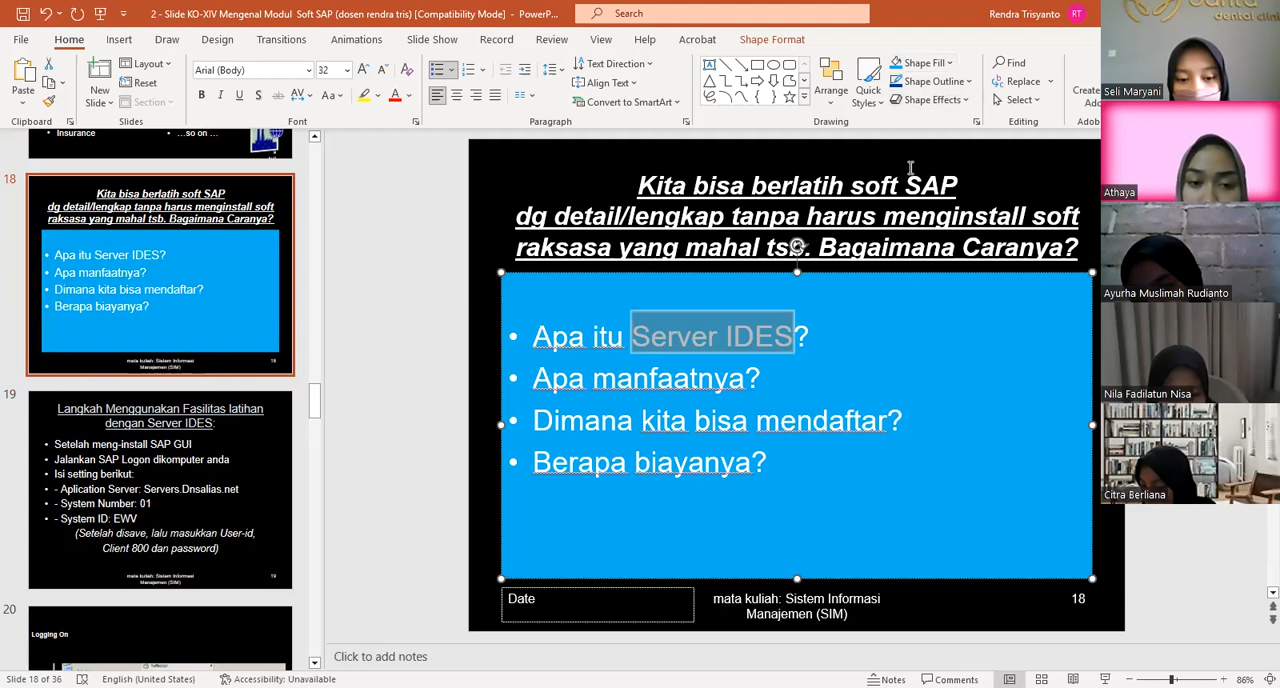 2 - Slide KO-XIV Mengenal Modul Soft SAP (dosen rendra tris) [Compatibility Mode] - PowerP...
Search
Rendra Trisyanto
RT
File Home Insert Draw Design Transitions Animations Slide Show Record Review View Help Acrobat Shape Format
Paste
New Slide
Layout
Reset
Section
Arial (Body)
32
Text Direction
Align Text
Convert to SmartArt
Arrange
Quick Styles
Shape Fill
Shape Outline
Shape Effects
Find
Replace
Select
Clipboard
Slides
Font
Paragraph
Drawing
Editing
Insurance
...so on ...
18
Kita bisa berlatih soft SAP
dg detail/lengkap tanpa harus menginstall soft
raksasa yang mahal tsb. Bagaimana Caranya?
• Apa itu Server IDES?
• Apa manfaatnya?
• Dimana kita bisa mendaftar?
• Berapa biayanya?
mata kuliah: Sistem Informasi
Manajemen (SIM)
18
19
Langkah Menggunakan Fasilitas latihan
dengan Server IDES:
• Setelah meng-install SAP GUI
• Jalankan SAP Logon dikomputer anda
• Isi setting berikut:
• - Aplication Server: Servers.Dnsalias.net
• - System Number: 01
• - System ID: EWV
(Setelah disave, lalu masukkan User-id,
Client 800 dan password)
mata kuliah: Sistem Informasi
Manajemen (SIM)
19
20
Logging On
Kita bisa berlatih soft SAP
dg detail/lengkap tanpa harus menginstall soft
raksasa yang mahal tsb. Bagaimana Caranya?
• Apa itu Server IDES?
• Apa manfaatnya?
• Dimana kita bisa mendaftar?
• Berapa biayanya?
Date
mata kuliah: Sistem Informasi
Manajemen (SIM)
18
Click to add notes
Slide 18 of 36
English (United States)
Accessibility: Unavailable
Notes
Comments
86%
dental clini
Seli Maryani
Athaya
Ayurha Muslimah Rudianto
Nila Fadilatun Nisa
Citra Berliana